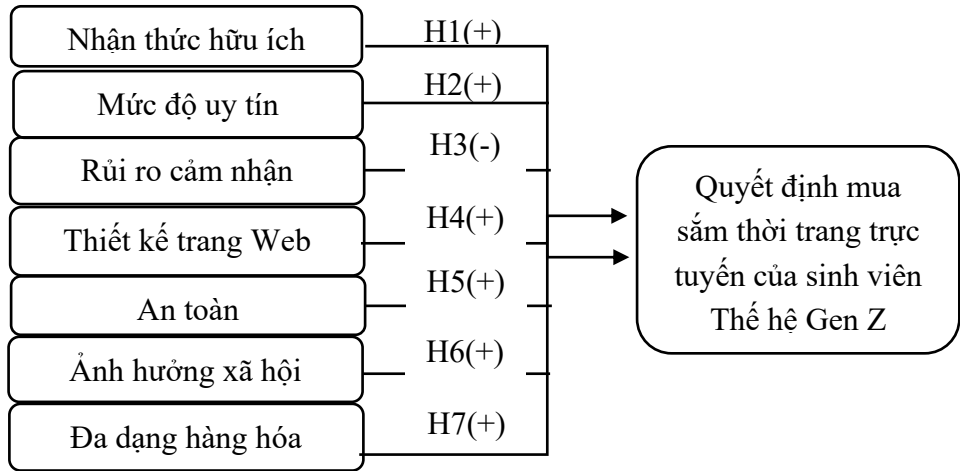 Nhận thức hữu ích
H1(+)
Mức độ uy tín
H2(+)
Rủi ro cảm nhận
H3(-)
Thiết kế trang Web
H4(+)
An toàn
H5(+)
Ảnh hưởng xã hội
H6(+)
Đa dạng hàng hóa
H7(+)
Quyết định mua
sắm thời trang trực
tuyến của sinh viên
Thế hệ Gen Z